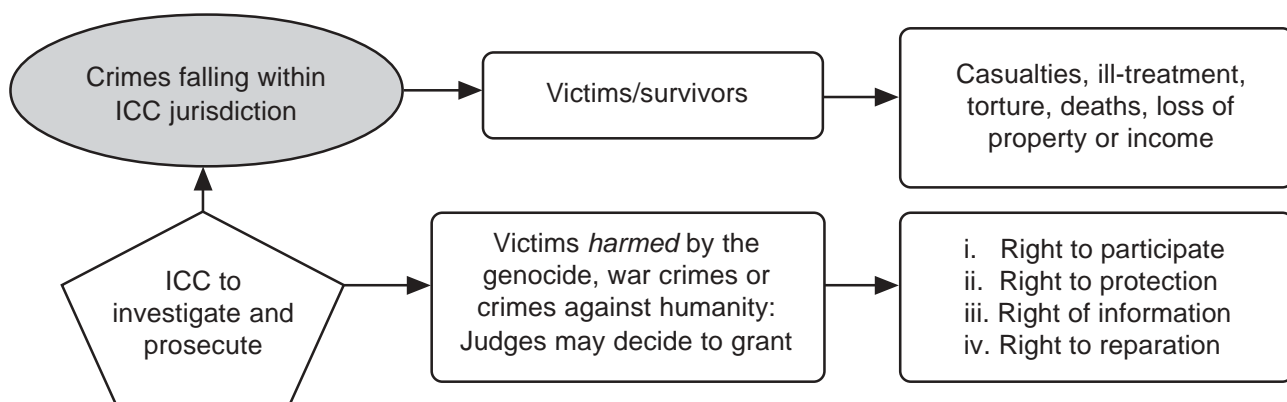 Crimes falling within
ICC jurisdiction
Victims/survivors
Casualties, ill-treatment,
torture, deaths, loss of
property or income
ICC to
investigate and
prosecute
Victims harmed by the
genocide, war crimes or
crimes against humanity:
Judges may decide to grant
i. Right to participate
ii. Right to protection
iii. Right of information
iv. Right to reparation